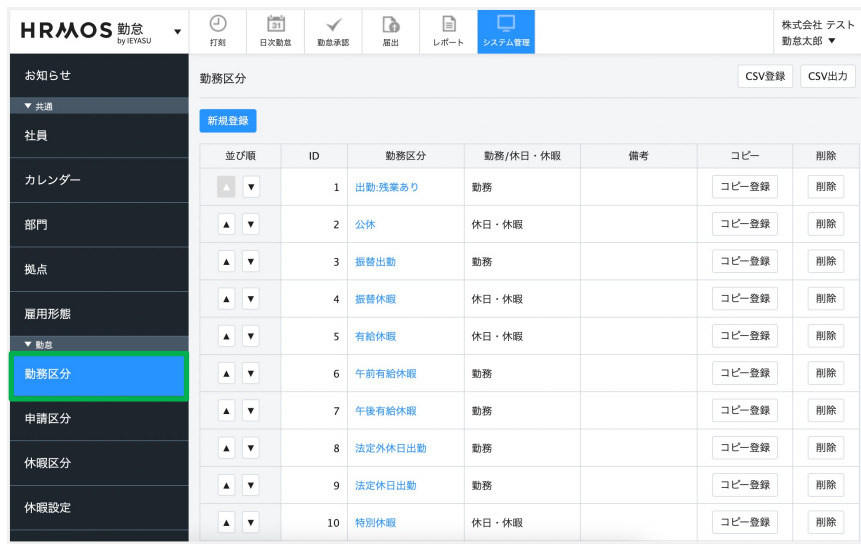 HRMOS 勤怠 ▼
by IEYASU
打刻
31
日次勤怠
勤怠承認
届出
レポート
システム管理
株式会社 テスト
勤怠太郎 ▼
お知らせ
▼ 共通
社員
カレンダー
部門
拠点
雇用形態
▼ 勤怠
勤務区分
申請区分
休暇区分
休暇設定
勤務区分
CSV登録 CSV出力
新規登録
並び順 ID 勤務区分 勤務/休日・休暇 備考 コピー 削除
▲ ▼ 1 出勤:残業あり 勤務 コピー登録 削除
▲ ▼ 2 公休 休日・休暇 コピー登録 削除
▲ ▼ 3 振替出勤 勤務 コピー登録 削除
▲ ▼ 4 振替休暇 休日・休暇 コピー登録 削除
▲ ▼ 5 有給休暇 休日・休暇 コピー登録 削除
▲ ▼ 6 午前有給休暇 勤務 コピー登録 削除
▲ ▼ 7 午後有給休暇 勤務 コピー登録 削除
▲ ▼ 8 法定外休日出勤 勤務 コピー登録 削除
▲ ▼ 9 法定休日出勤 勤務 コピー登録 削除
▲ ▼ 10 特別休暇 休日・休暇 コピー登録 削除